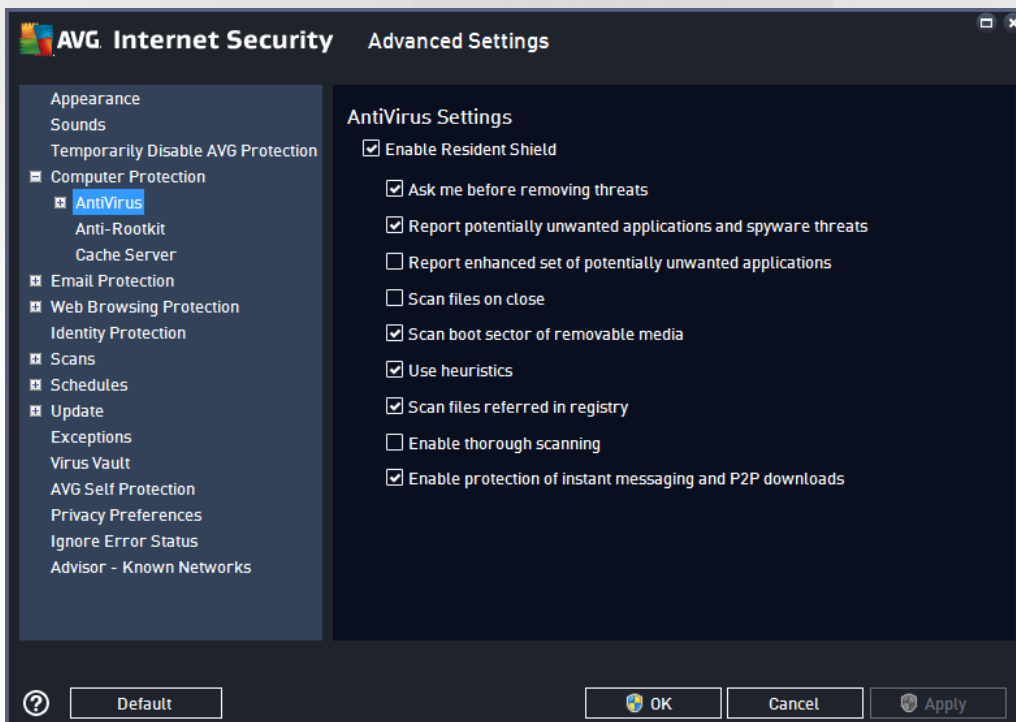 AVG Internet Security Advanced Settings
Appearance
Sounds
Temporarily Disable AVG Protection
Computer Protection
AntiVirus
Anti-Rootkit
Cache Server
Email Protection
Web Browsing Protection
Identity Protection
Scans
Schedules
Update
Exceptions
Virus Vault
AVG Self Protection
Privacy Preferences
Ignore Error Status
Advisor - Known Networks
AntiVirus Settings
Enable Resident Shield
Ask me before removing threats
Report potentially unwanted applications and spyware threats
Report enhanced set of potentially unwanted applications
Scan files on close
Scan boot sector of removable media
Use heuristics
Scan files referred in registry
Enable thorough scanning
Enable protection of instant messaging and P2P downloads
? Default OK Cancel Apply